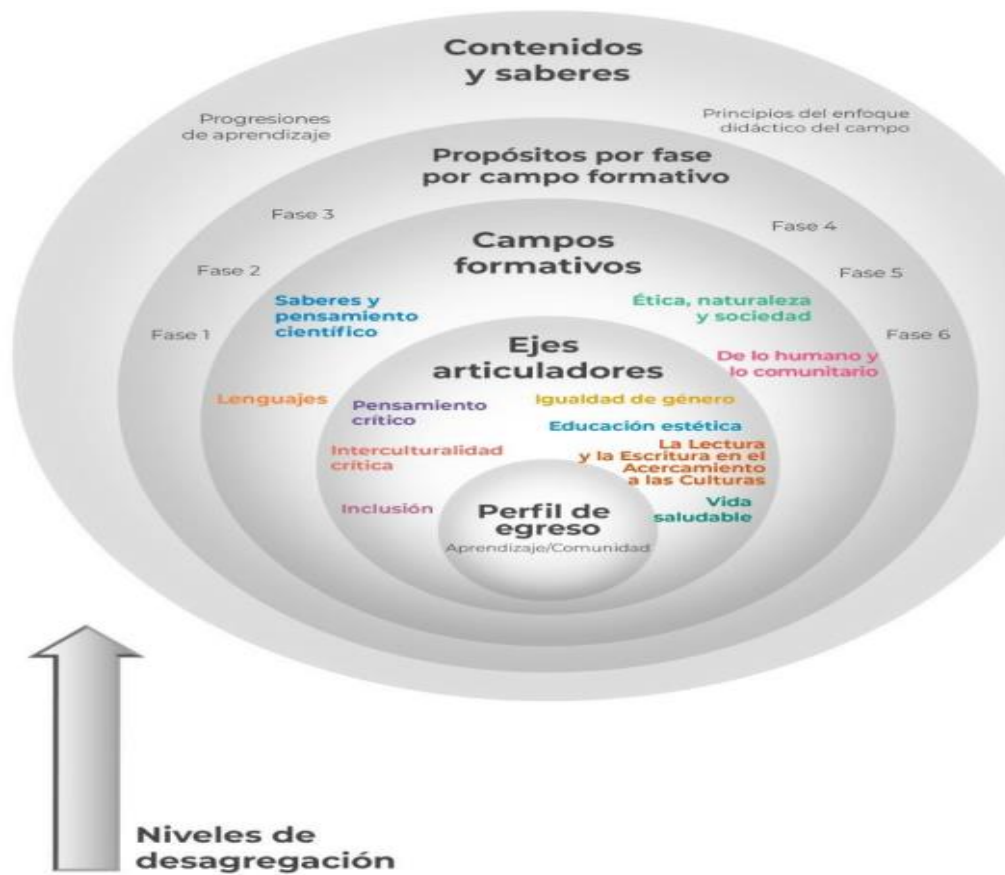 Contenidos
y saberes
Progresiones
de aprendizaje
Principios del enfoque
didáctico del campo
Propósitos por fase
por campo formativo
Fase 3
Fase 4
Fase 2
Fase 5
Fase 1
Fase 6
Campos
formativos
Saberes y
pensamiento
científico
Ética, naturaleza
y sociedad
De lo humano y
lo comunitario
Lenguajes
Ejes
articuladores
Pensamiento
crítico
Igualdad de género
Educación estética
Interculturalidad
crítica
La Lectura
y la Escritura en el
Acercamiento
a las Culturas
Inclusión
Vida
saludable
Perfil de
egreso
Aprendizaje/Comunidad
Niveles de
desagregación